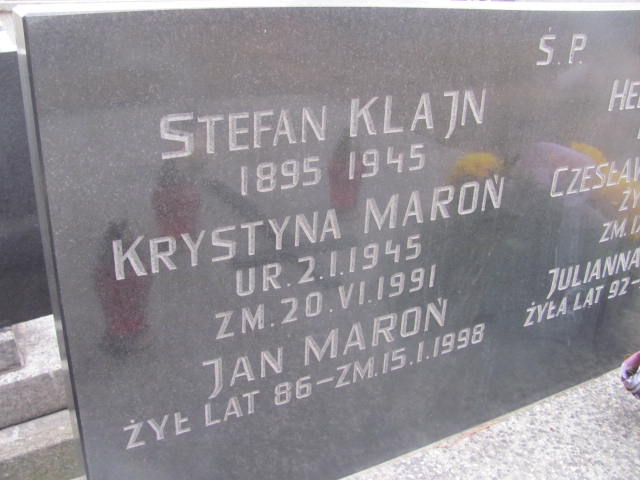 Ś.P.
STEFAN KLAJN
1895 1945
KRYSTYNA MAROŃ
UR.2.I.1945
ZM.20.VI.1991
JAN MAROŃ
ŻYŁ LAT 86-ZM.15.I.1998
JULIANNA
ŻYŁA LAT 92-